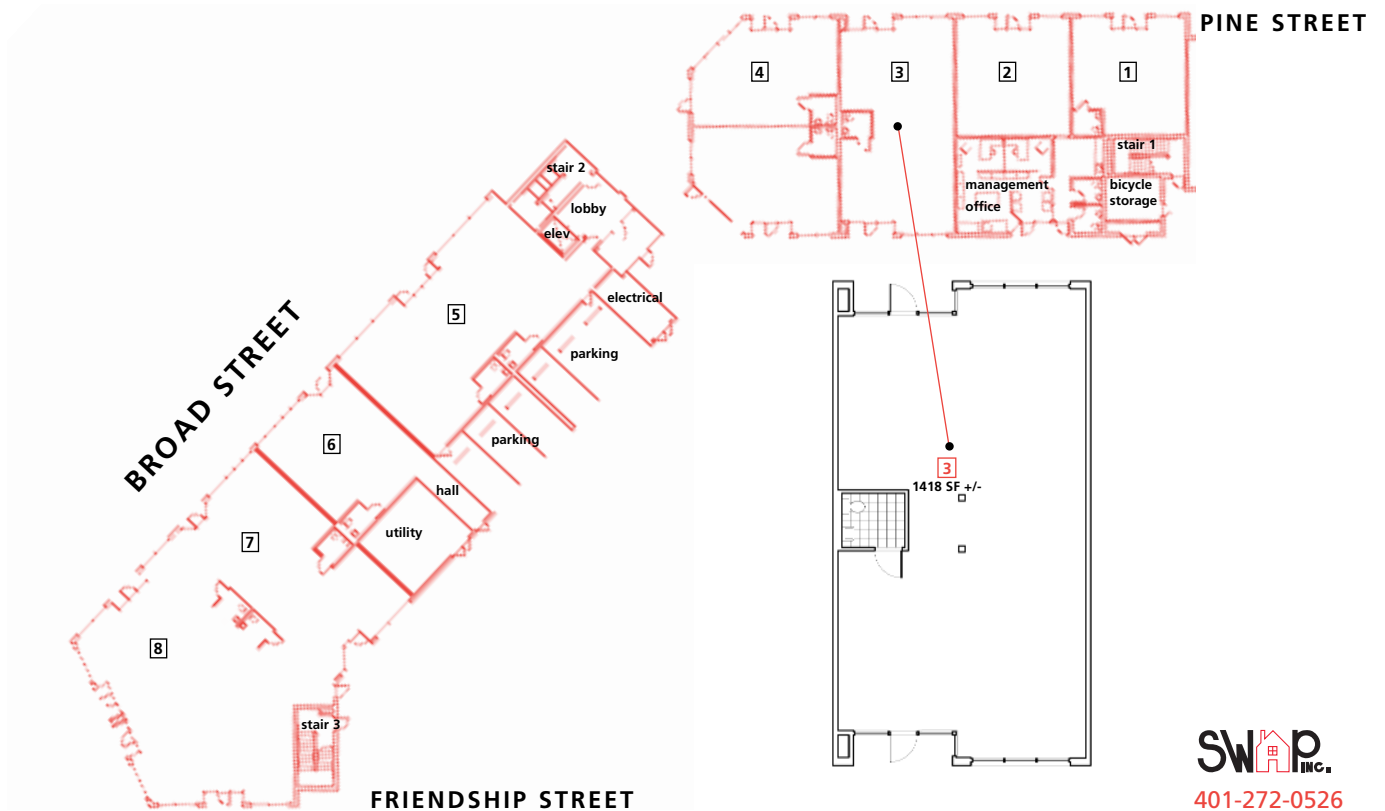 PINE STREET
4
3
2
1
stair 1
management
office
bicycle
storage
stair 2
lobby
elev
electrical
5
parking
BROAD STREET
6
parking
hall
utility
7
8
stair 3
3
1418 SF +/-
FRIENDSHIP STREET
SWAP INC.
401-272-0526